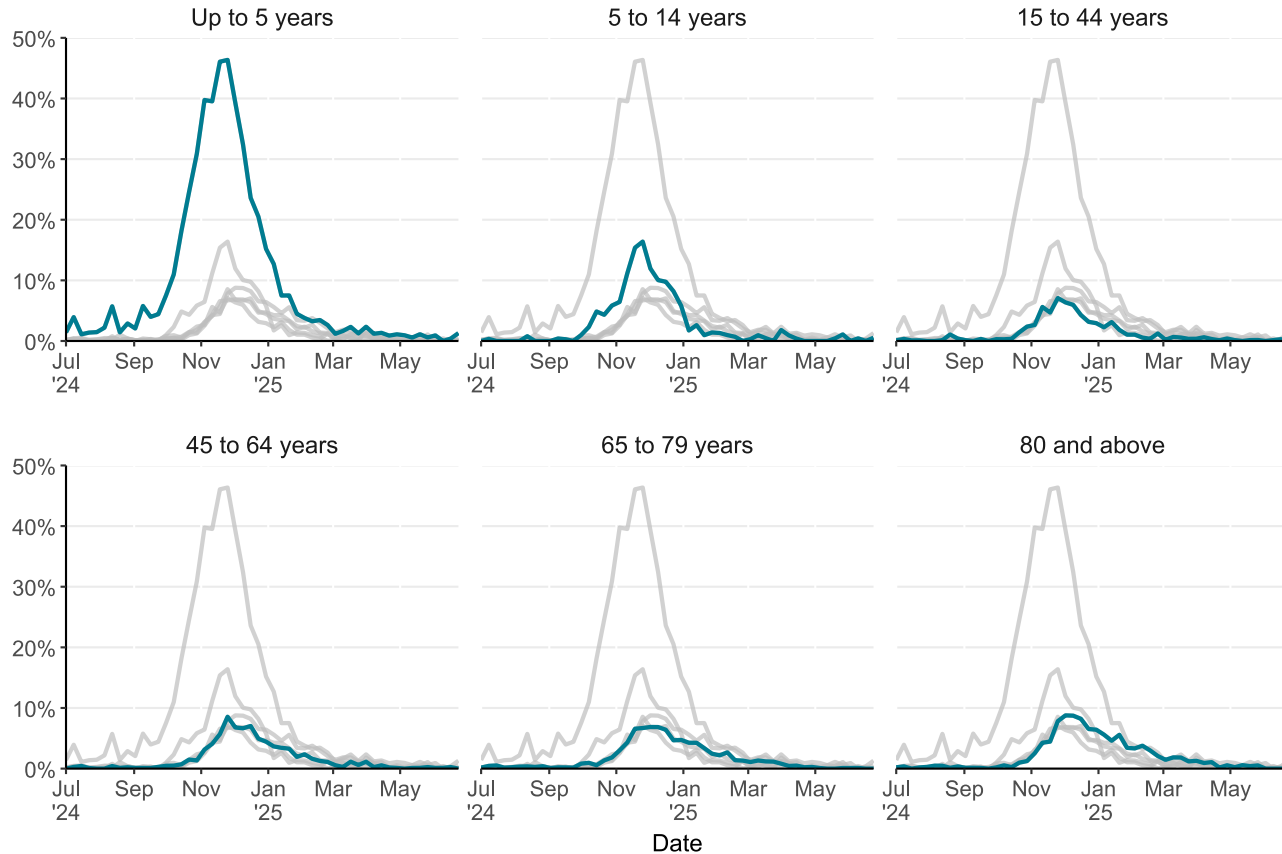 Up to 5 years
5 to 14 years
15 to 44 years
50%
40%
30%
20%
10%
0%
Jul '24 Sep Nov Jan '25 Mar May
Jul '24 Sep Nov Jan '25 Mar May
Jul '24 Sep Nov Jan '25 Mar May
45 to 64 years
65 to 79 years
80 and above
50%
40%
30%
20%
10%
0%
Jul '24 Sep Nov Jan '25 Mar May
Jul '24 Sep Nov Jan '25 Mar May
Jul '24 Sep Nov Jan '25 Mar May
Date